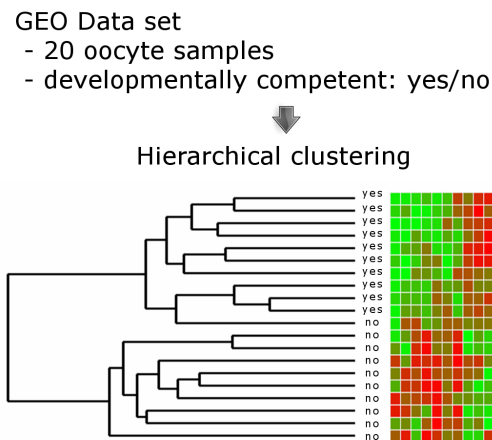 GEO Data set
- 20 oocyte samples
- developmentally competent: yes/no
Hierarchical clustering
yes
yes
yes
yes
yes
yes
yes
yes
yes
yes
no
no
no
no
no
no
no
no
no
no